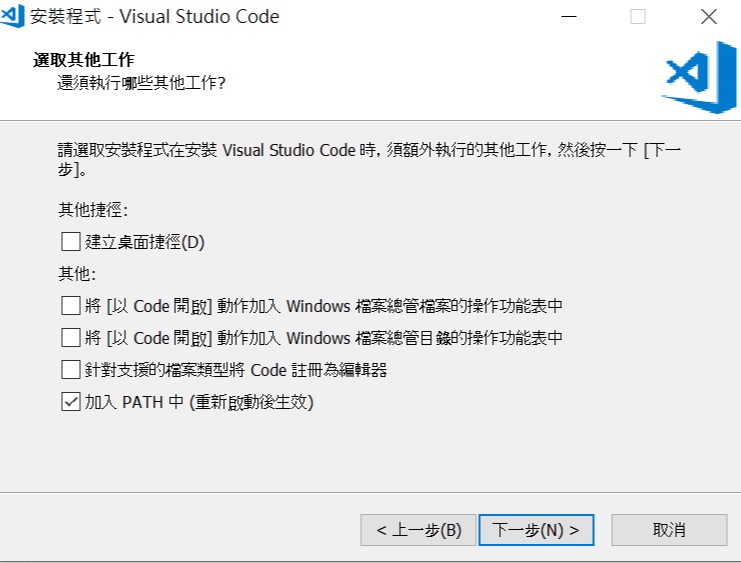 安裝程式 - Visual Studio Code
選取其他工作
還須執行哪些其他工作?
請選取安裝程式在安裝 Visual Studio Code 時, 須額外執行的其他工作, 然後按一下 [下一
步]。
其他捷徑:
建立桌面捷徑(D)
其他:
將 [以 Code 開啟] 動作加入 Windows 檔案總管檔案的操作功能表中
將 [以 Code 開啟] 動作加入 Windows 檔案總管目錄的操作功能表中
針對支援的檔案類型將 Code 註冊為編輯器
加入 PATH 中 (重新啟動後生效)
< 上一步(B) 下一步(N) > 取消